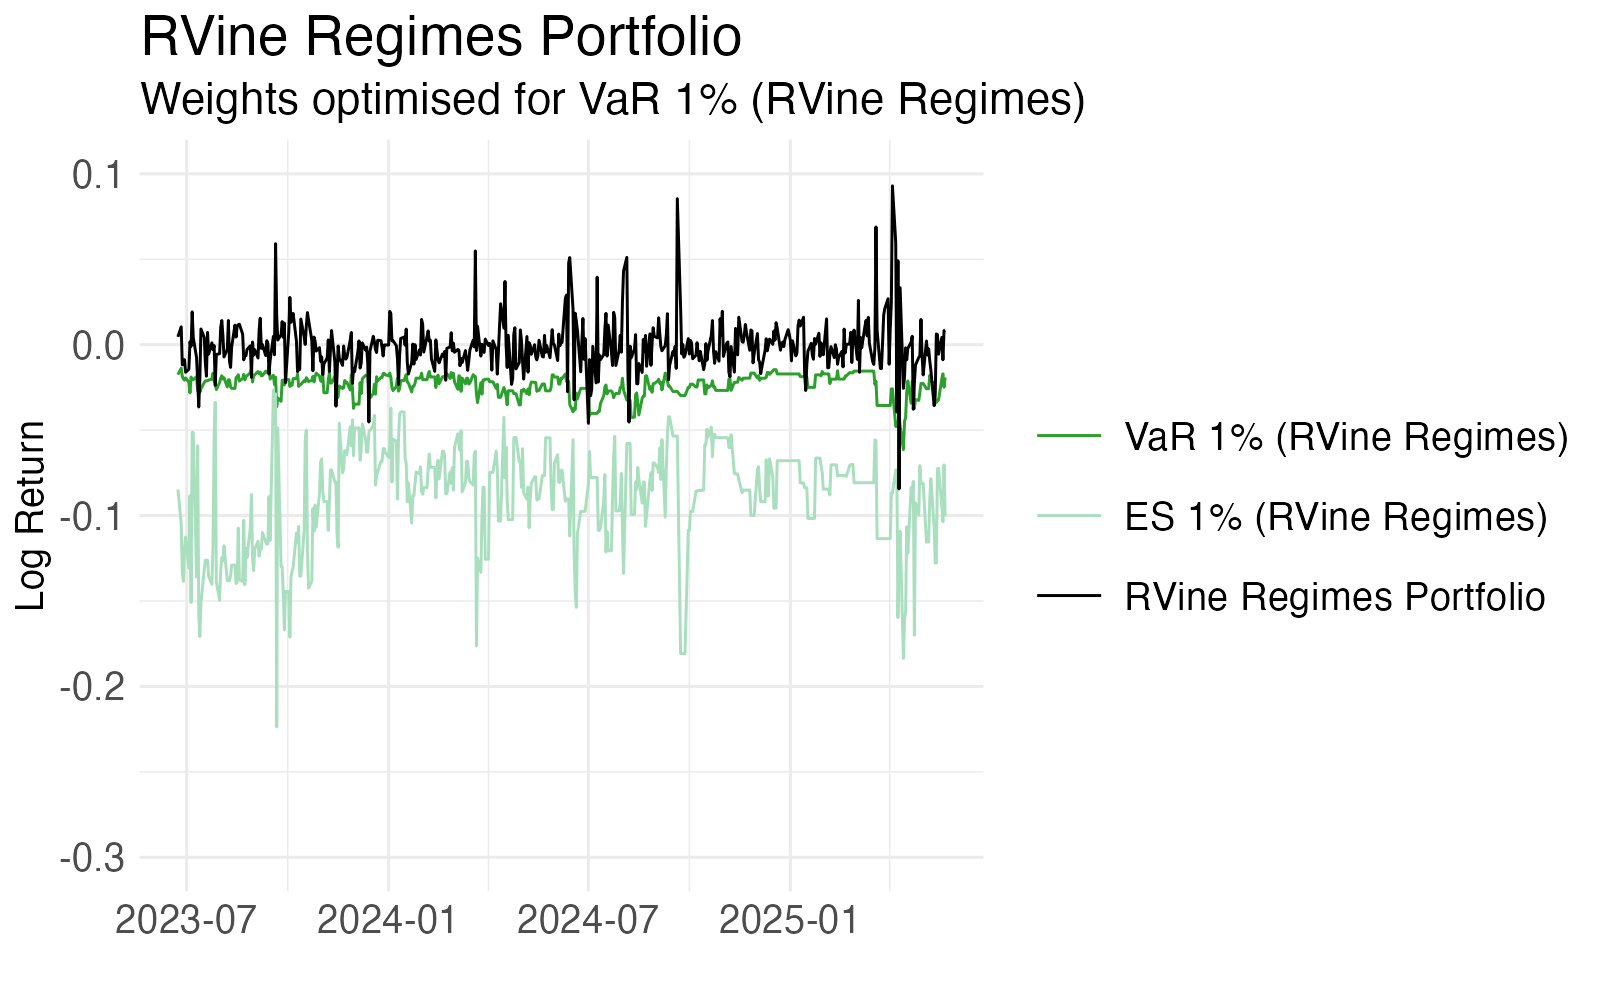 RVine Regimes Portfolio
Weights optimised for VaR 1% (RVine Regimes)
0.1
0.0
-0.1
-0.2
-0.3
Log Return
2023-07
2024-01
2024-07
2025-01
VaR 1% (RVine Regimes)
ES 1% (RVine Regimes)
RVine Regimes Portfolio